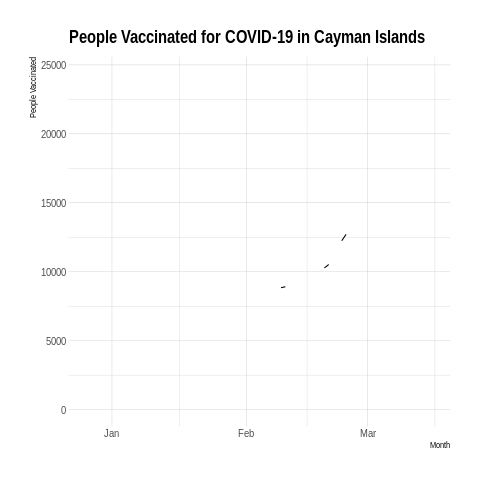 People Vaccinated for COVID-19 in Cayman Islands
People Vaccinated
25000
20000
15000
10000
5000
0
Jan Feb Mar
Month